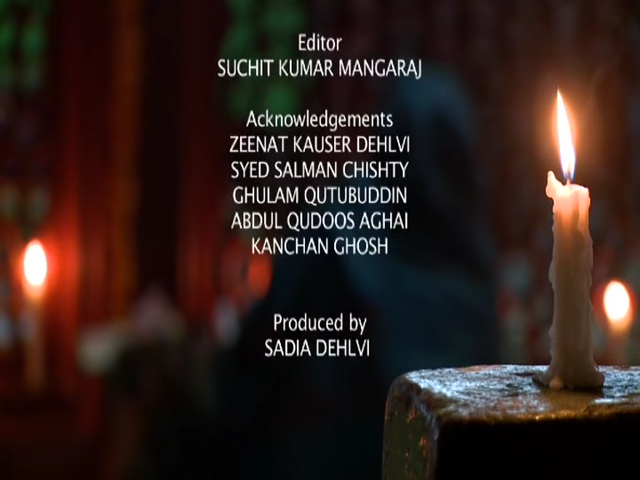 Editor
SUCHIT KUMAR MANGARAJ
Acknowledgements
ZEENAT KAUSER DEHLVI
SYED SALMAN CHISHTY
GHULAM QUTUBUDDIN
ABDUL QUDOOS AGHAI
KANCHAN GHOSH
Produced by
SADIA DEHLVI